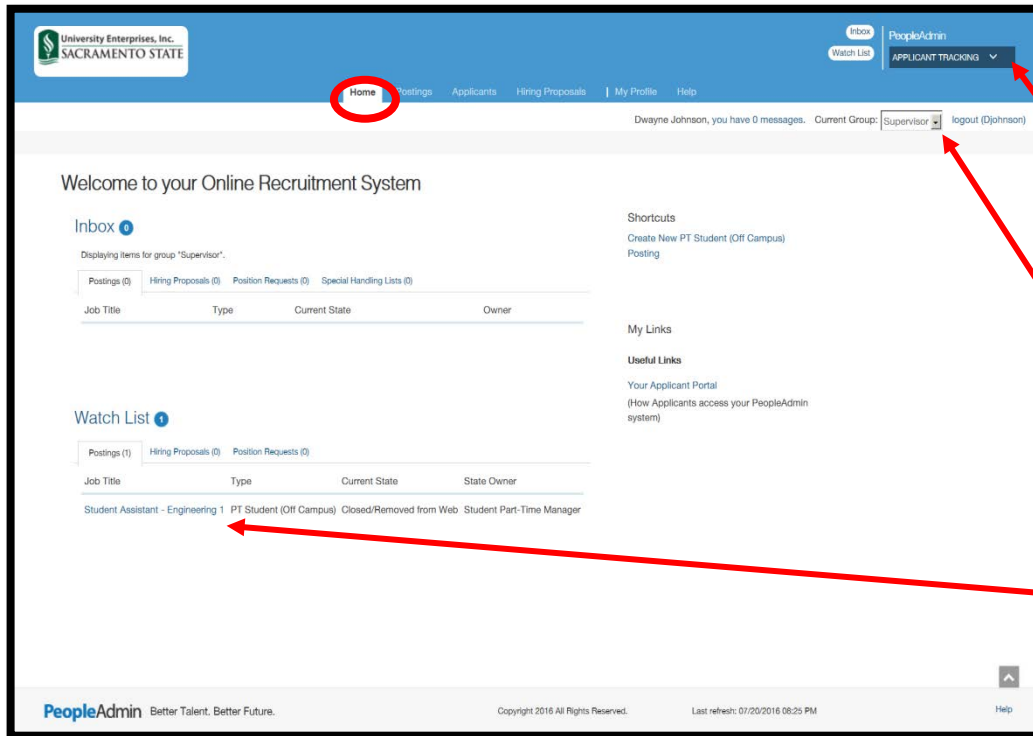 University Enterprises, Inc.
SACRAMENTO STATE
Inbox
Watch List
PeopleAdmin
APPLICANT TRACKING
Home Postings Applicants Hiring Proposals | My Profile Help
Dwayne Johnson, you have 0 messages. Current Group: Supervisor logout (Djohnson)
Welcome to your Online Recruitment System
Inbox 0
Displaying items for group "Supervisor".
Postings (0) Hiring Proposals (0) Position Requests (0) Special Handling Lists (0)
Job Title Type Current State Owner
Shortcuts
Create New PT Student (Off Campus)
Posting
My Links
Useful Links
Your Applicant Portal
(How Applicants access your PeopleAdmin
system)
Watch List 1
Postings (1) Hiring Proposals (0) Position Requests (0)
Job Title Type Current State State Owner
Student Assistant - Engineering 1 PT Student (Off Campus) Closed/Removed from Web Student Part-Time Manager
PeopleAdmin Better Talent. Better Future. Copyright 2016 All Rights Reserved. Last refresh: 07/20/2016 08:25 PM Help